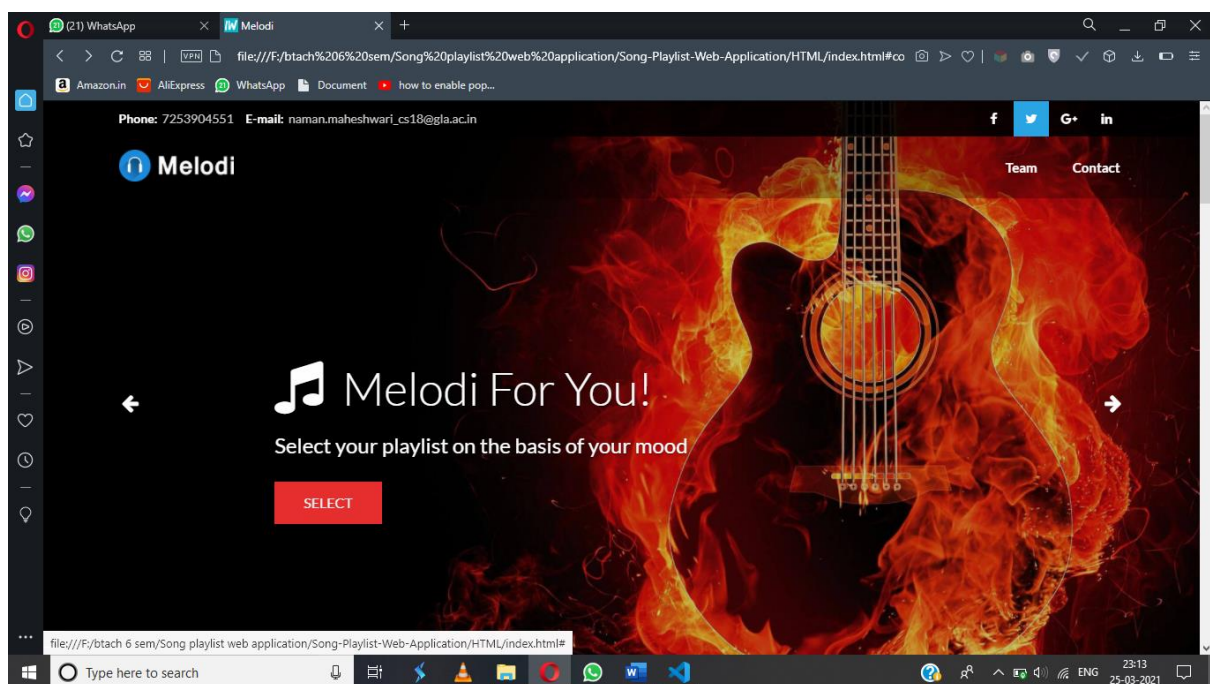 (21) WhatsApp
Melodi
VPN
file:///F:/btach%206%20sem/Song%20playlist%20web%20application/Song-Playlist-Web-Application/HTML/index.html#co
Amazon.in AliExpress WhatsApp Document how to enable pop...
Phone: 7253904551 E-mail: naman.maheshwari_cs18@gla.ac.in
f G+ in
Melodi
Team Contact
Melodi For You!
Select your playlist on the basis of your mood
SELECT
file:///F:/btach 6 sem/Song playlist web application/Song-Playlist-Web-Application/HTML/index.html#
Type here to search
ENG
23:13
25-03-2021